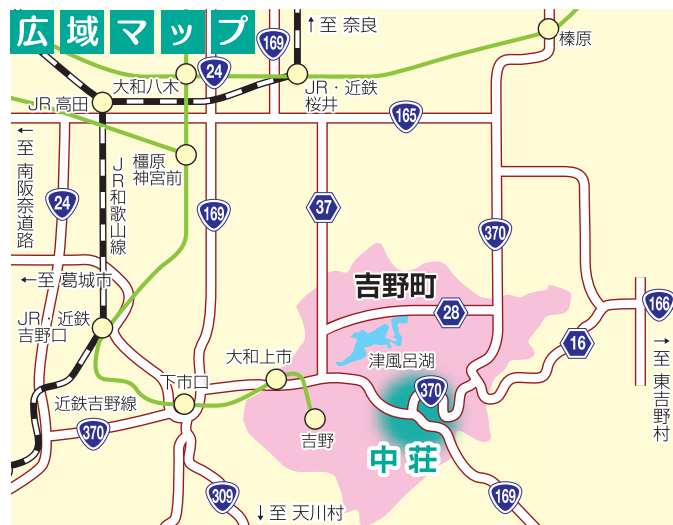 広域マップ
↑至 奈良
169
榛原
24
大和八木
JR・近鉄
桜井
JR 高田
165
橿原
神宮前
←至 南阪奈道路
JR和歌山線
24
169
37
370
←至 葛城市
吉野町
28
166
JR・近鉄
吉野口
16
津風呂湖
→至 東吉野村
大和上市
下市口
370
近鉄吉野線
370
吉野
中荘
309
169
↓至 天川村